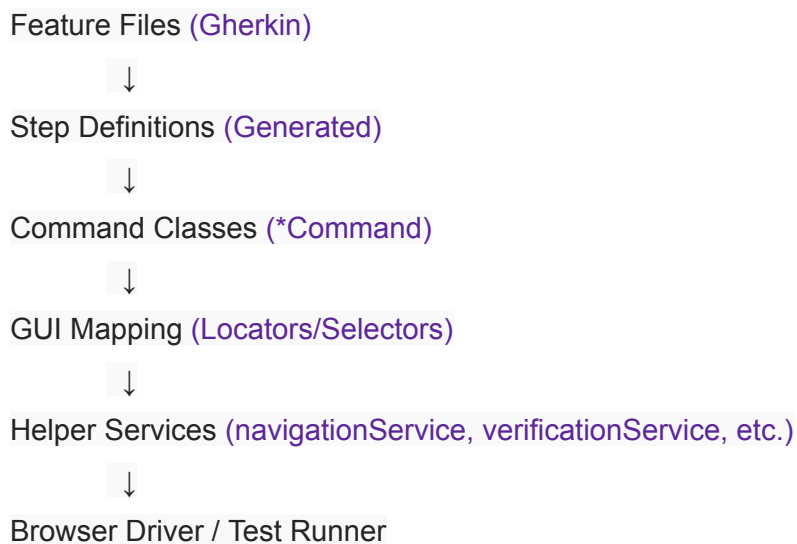 Feature Files (Gherkin)
↓
Step Definitions (Generated)
↓
Command Classes (*Command)
↓
GUI Mapping (Locators/Selectors)
↓
Helper Services (navigationService, verificationService, etc.)
↓
Browser Driver / Test Runner